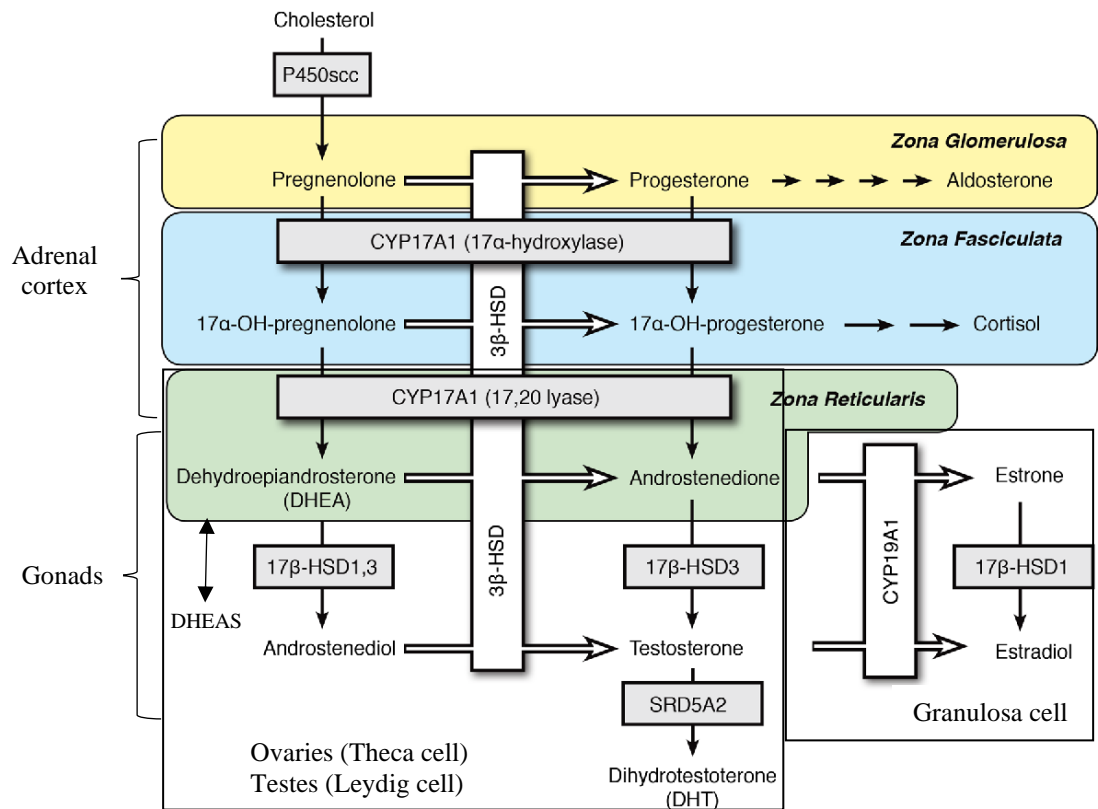 Cholesterol
P450scc
Zona Glomerulosa
Pregnenolone
Progesterone
Aldosterone
CYP17A1 (17α-hydroxylase)
Zona Fasciculata
Adrenal
cortex
3β-HSD
17α-OH-pregnenolone
17α-OH-progesterone
Cortisol
CYP17A1 (17,20 lyase)
Zona Reticularis
Dehydroepiandrosterone
(DHEA)
Androstenedione
Estrone
Gonads
DHEAS
17β-HSD1,3
3β-HSD
17β-HSD3
CYP19A1
17β-HSD1
Androstenediol
Testosterone
Estradiol
SRD5A2
Granulosa cell
Ovaries (Theca cell)
Testes (Leydig cell)
Dihydrotestoterone
(DHT)